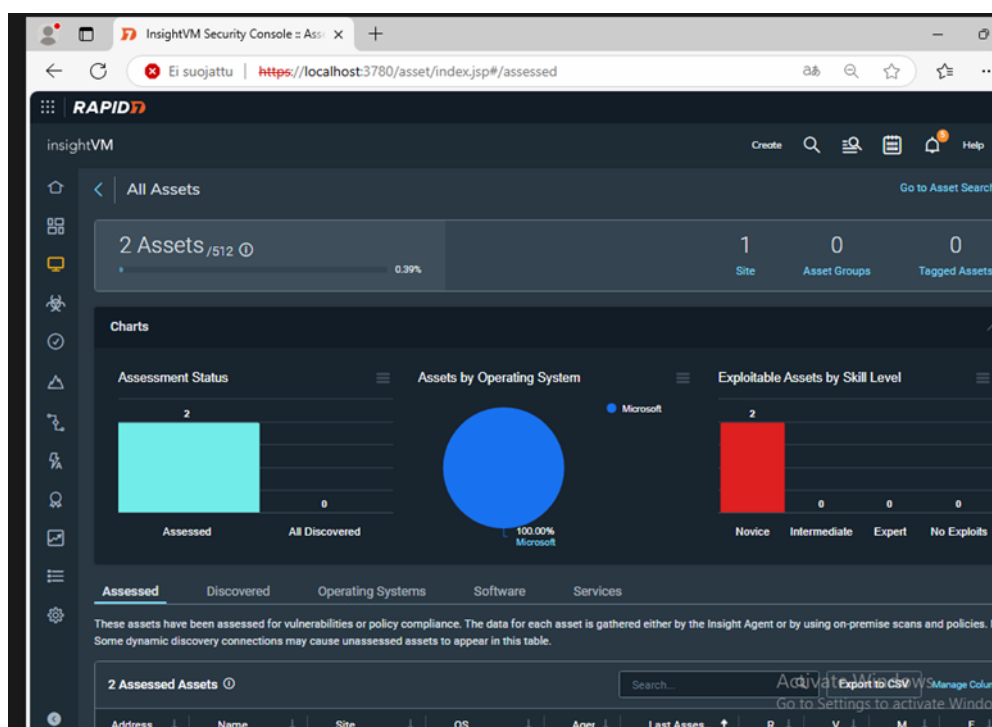 InsightVM Security Console :: Ass
Ei suojattu | https://localhost:3780/asset/index.jsp#/assessed
RAPID7
insightVM
Create
5
Help
All Assets
Go to Asset Search
2 Assets /512
0.39%
1
Site
0
Asset Groups
0
Tagged Assets
Charts
Assessment Status
2
0
Assessed
All Discovered
Assets by Operating System
Microsoft
100.00%
Microsoft
Exploitable Assets by Skill Level
2
0
0
0
Novice
Intermediate
Expert
No Exploits
Assessed Discovered Operating Systems Software Services
These assets have been assessed for vulnerabilities or policy compliance. The data for each asset is gathered either by the Insight Agent or by using on-premise scans and policies.
Some dynamic discovery connections may cause unassessed assets to appear in this table.
2 Assessed Assets
Search...
Export to CSV
Manage Colu
Activate Windows
Go to Settings to activate Windo
Address Name Site OS Last Asses R V M E